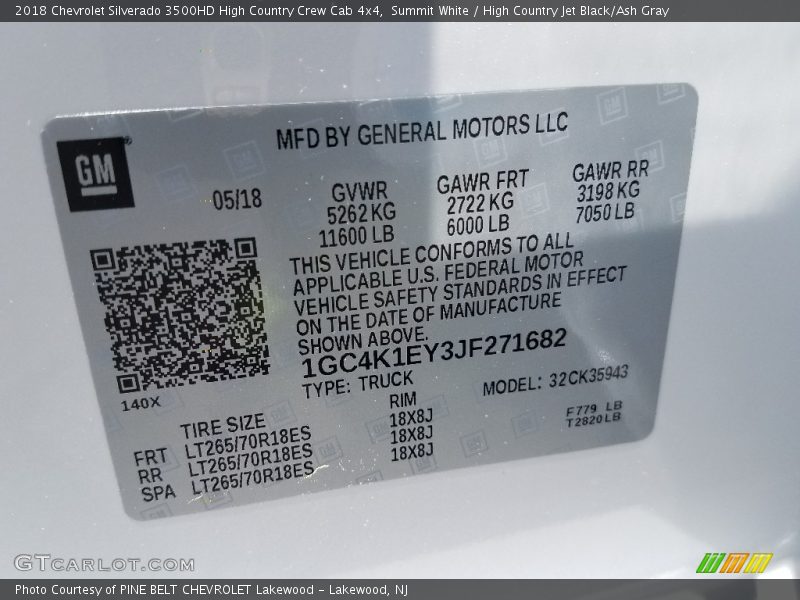 2018 Chevrolet Silverado 3500HD High Country Crew Cab 4x4,  Summit White / High Country Jet Black/Ash Gray
GM
MFD BY GENERAL MOTORS LLC
05/18
GVWR
5262 KG
11600 LB
GAWR FRT
2722 KG
6000 LB
GAWR RR
3198 KG
7050 LB
THIS VEHICLE CONFORMS TO ALL
APPLICABLE U.S. FEDERAL MOTOR
VEHICLE SAFETY STANDARDS IN EFFECT
ON THE DATE OF MANUFACTURE
SHOWN ABOVE.
1GC4K1EY3JF271682
TYPE: TRUCK
MODEL: 32CK35943
140X
TIRE SIZE
RIM
FRT LT265/70R18ES 18X8J
RR LT265/70R18ES 18X8J
SPA LT265/70R18ES 18X8J
F779 LB
T2820LB
GTCARLOT.COM
Photo Courtesy of PINE BELT CHEVROLET Lakewood – Lakewood, NJ